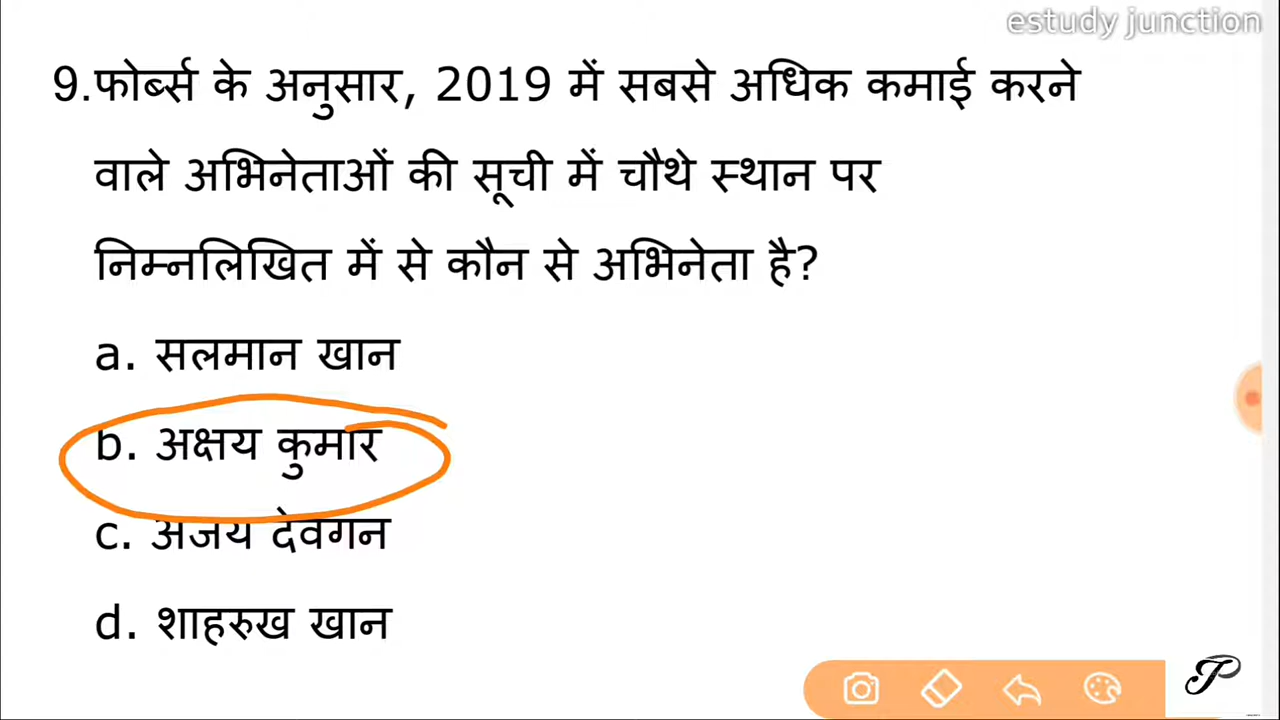 estudy junction
9.फोर्ब्स के अनुसार, 2019 में सबसे अधिक कमाई करने
वाले अभिनेताओं की सूची में चौथे स्थान पर
निम्नलिखित में से कौन से अभिनेता है?
a. सलमान खान
b. अक्षय कुमार
c. अजय देवगन
d. शाहरुख खान